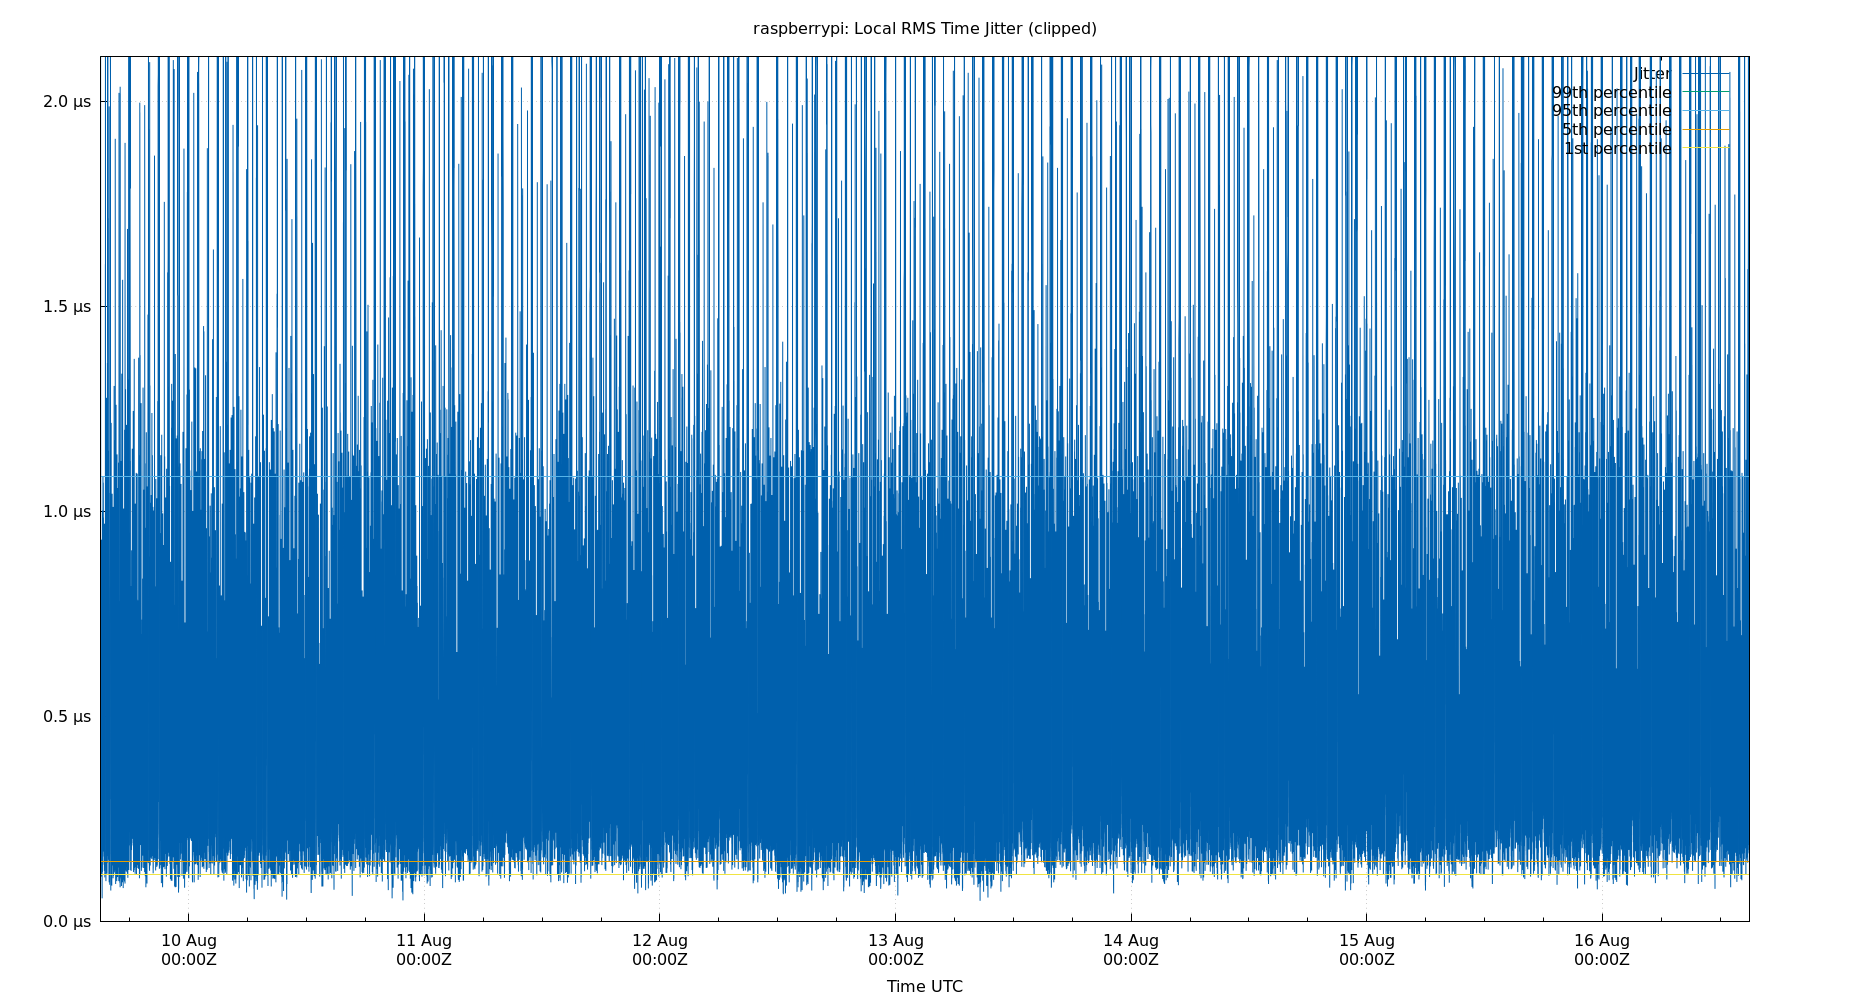 raspberrypi: Local RMS Time Jitter (clipped)
Jitter
99th percentile
95th percentile
5th percentile
1st percentile
2.0 µs
1.5 µs
1.0 µs
0.5 µs
0.0 µs
10 Aug
00:00Z
11 Aug
00:00Z
12 Aug
00:00Z
13 Aug
00:00Z
14 Aug
00:00Z
15 Aug
00:00Z
16 Aug
00:00Z
Time UTC